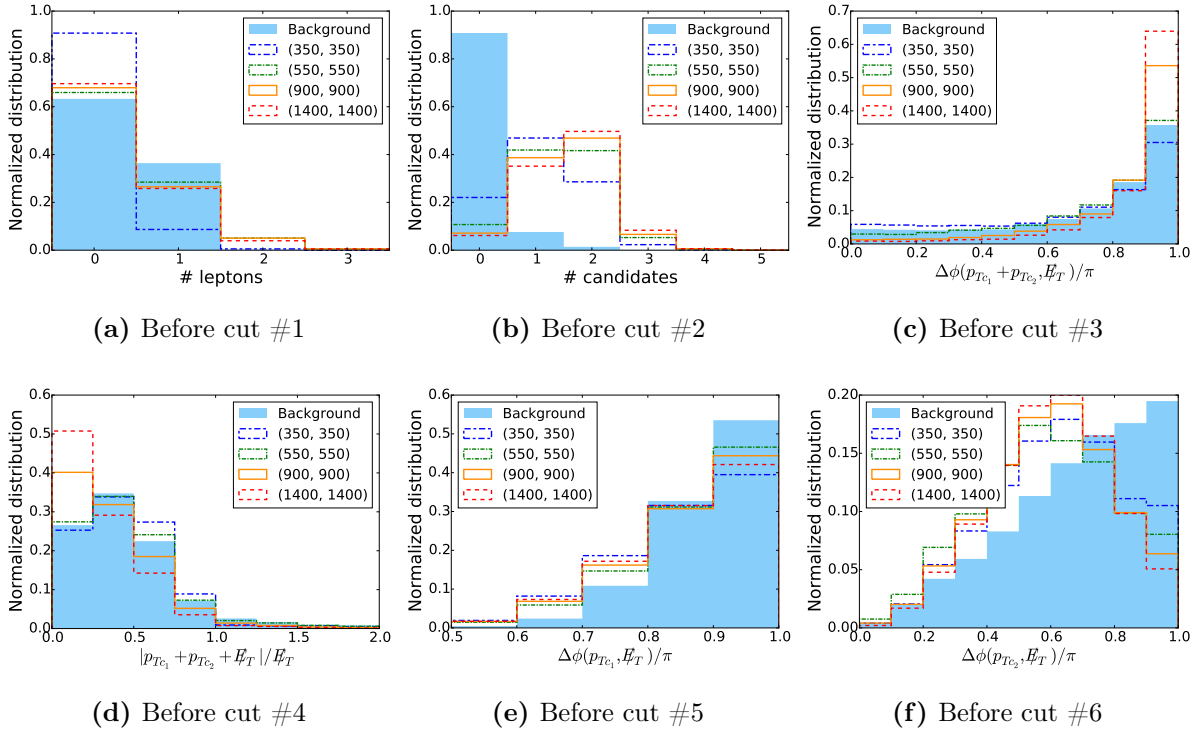 Normalized distribution
1.0
0.8
0.6
0.4
0.2
0.0
Background
(350, 350)
(550, 550)
(900, 900)
(1400, 1400)
0 1 2 3
# leptons
(a) Before cut #1
Normalized distribution
1.0
0.8
0.6
0.4
0.2
0.0
Background
(350, 350)
(550, 550)
(900, 900)
(1400, 1400)
0 1 2 3 4 5
# candidates
(b) Before cut #2
Normalized distribution
0.7
0.6
0.5
0.4
0.3
0.2
0.1
0.0
Background
(350, 350)
(550, 550)
(900, 900)
(1400, 1400)
0.0 0.2 0.4 0.6 0.8 1.0
Δϕ(p_{Tc_1} + p_{Tc_2}, E̸_T)/π
(c) Before cut #3
Normalized distribution
0.6
0.5
0.4
0.3
0.2
0.1
0.0
Background
(350, 350)
(550, 550)
(900, 900)
(1400, 1400)
0.0 0.5 1.0 1.5 2.0
|p_{Tc_1} + p_{Tc_2} + E̸_T|/E̸_T
(d) Before cut #4
Normalized distribution
0.6
0.5
0.4
0.3
0.2
0.1
0.0
Background
(350, 350)
(550, 550)
(900, 900)
(1400, 1400)
0.5 0.6 0.7 0.8 0.9 1.0
Δϕ(p_{Tc_1}, E̸_T)/π
(e) Before cut #5
Normalized distribution
0.20
0.15
0.10
0.05
0.00
Background
(350, 350)
(550, 550)
(900, 900)
(1400, 1400)
0.0 0.2 0.4 0.6 0.8 1.0
Δϕ(p_{Tc_2}, E̸_T)/π
(f) Before cut #6